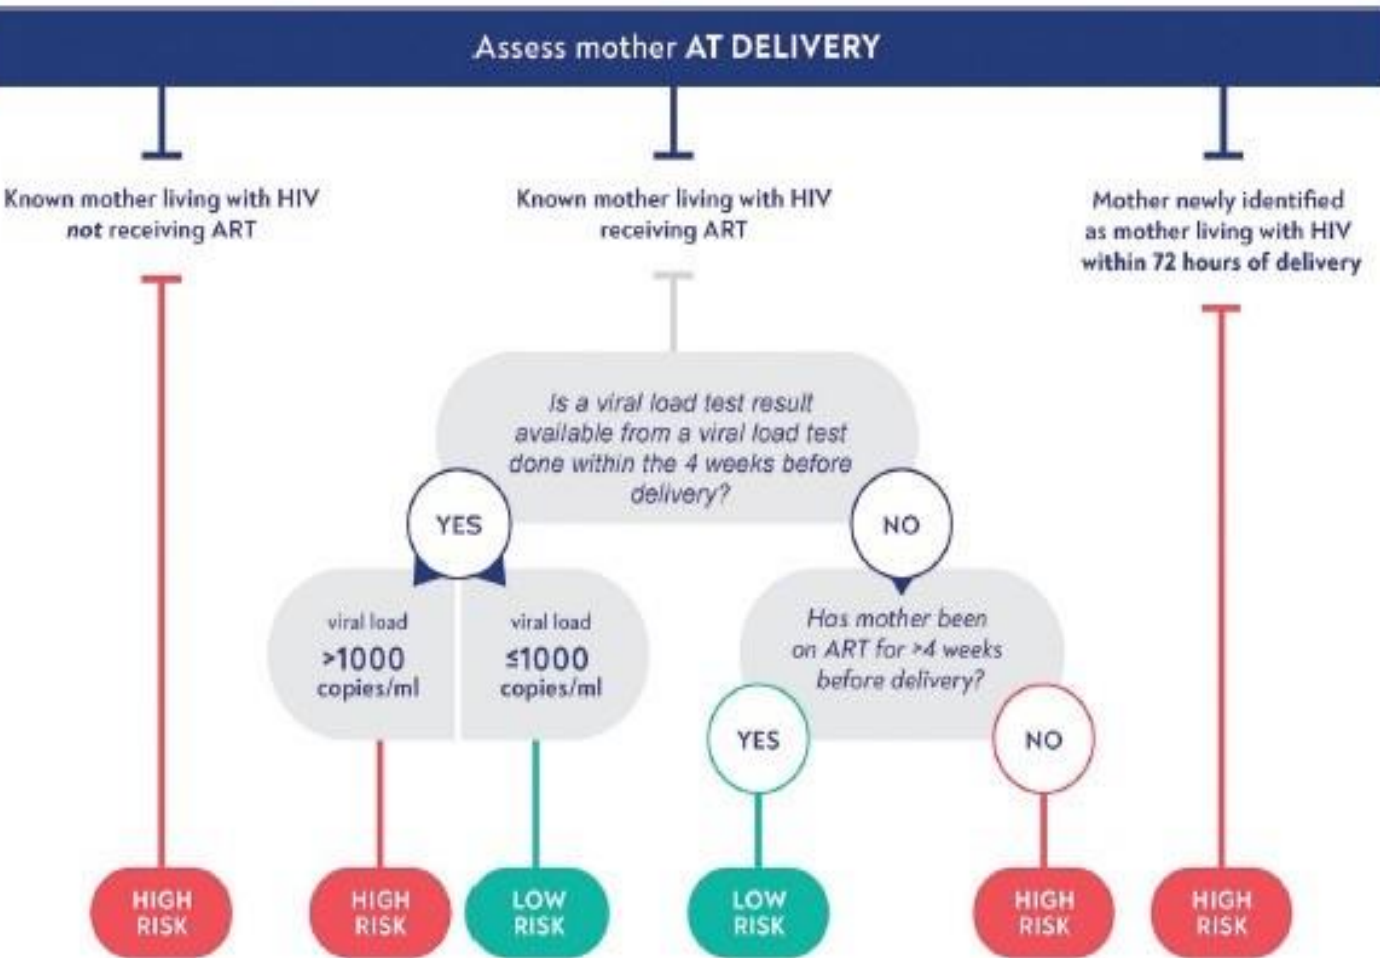 Assess mother AT DELIVERY
Known mother living with HIV
not receiving ART
Known mother living with HIV
receiving ART
Mother newly identified
as mother living with HIV
within 72 hours of delivery
Is a viral load test result
available from a viral load test
done within the 4 weeks before
delivery?
YES
NO
viral load
>1000
copies/ml
viral load
≤1000
copies/ml
Has mother been
on ART for >4 weeks
before delivery?
YES
NO
HIGH
RISK
HIGH
RISK
LOW
RISK
LOW
RISK
HIGH
RISK
HIGH
RISK